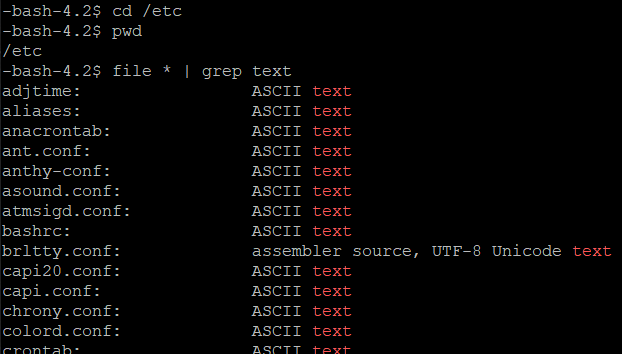 -bash-4.2$ cd /etc
-bash-4.2$ pwd
/etc
-bash-4.2$ file * | grep text
adjtime:                 ASCII text
aliases:                 ASCII text
anacrontab:              ASCII text
ant.conf:                ASCII text
anthy-conf:              ASCII text
asound.conf:             ASCII text
atmsigd.conf:            ASCII text
bashrc:                  ASCII text
brltty.conf:             assembler source, UTF-8 Unicode text
capi20.conf:             ASCII text
capi.conf:               ASCII text
chrony.conf:             ASCII text
colord.conf:             ASCII text
crontab:                 ASCII text